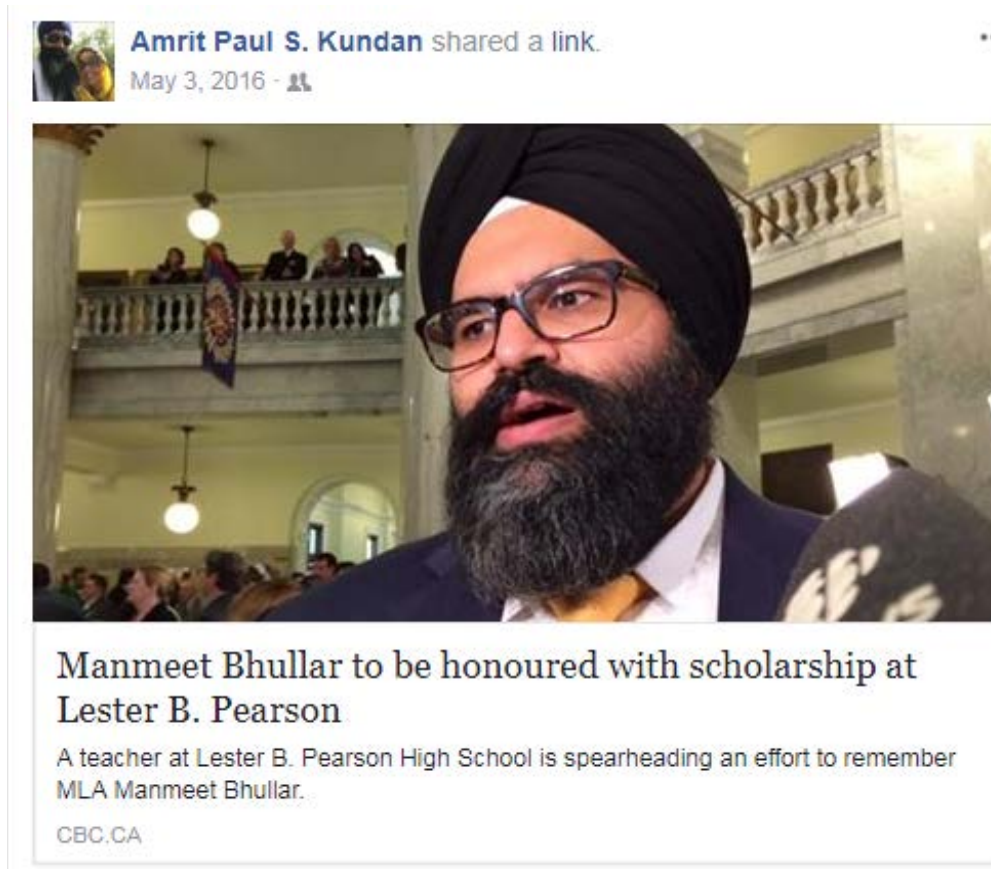 Amrit Paul S. Kundan shared a link.
May 3, 2016
Manmeet Bhullar to be honoured with scholarship at
Lester B. Pearson
A teacher at Lester B. Pearson High School is spearheading an effort to remember
MLA Manmeet Bhullar.
CBC.CA